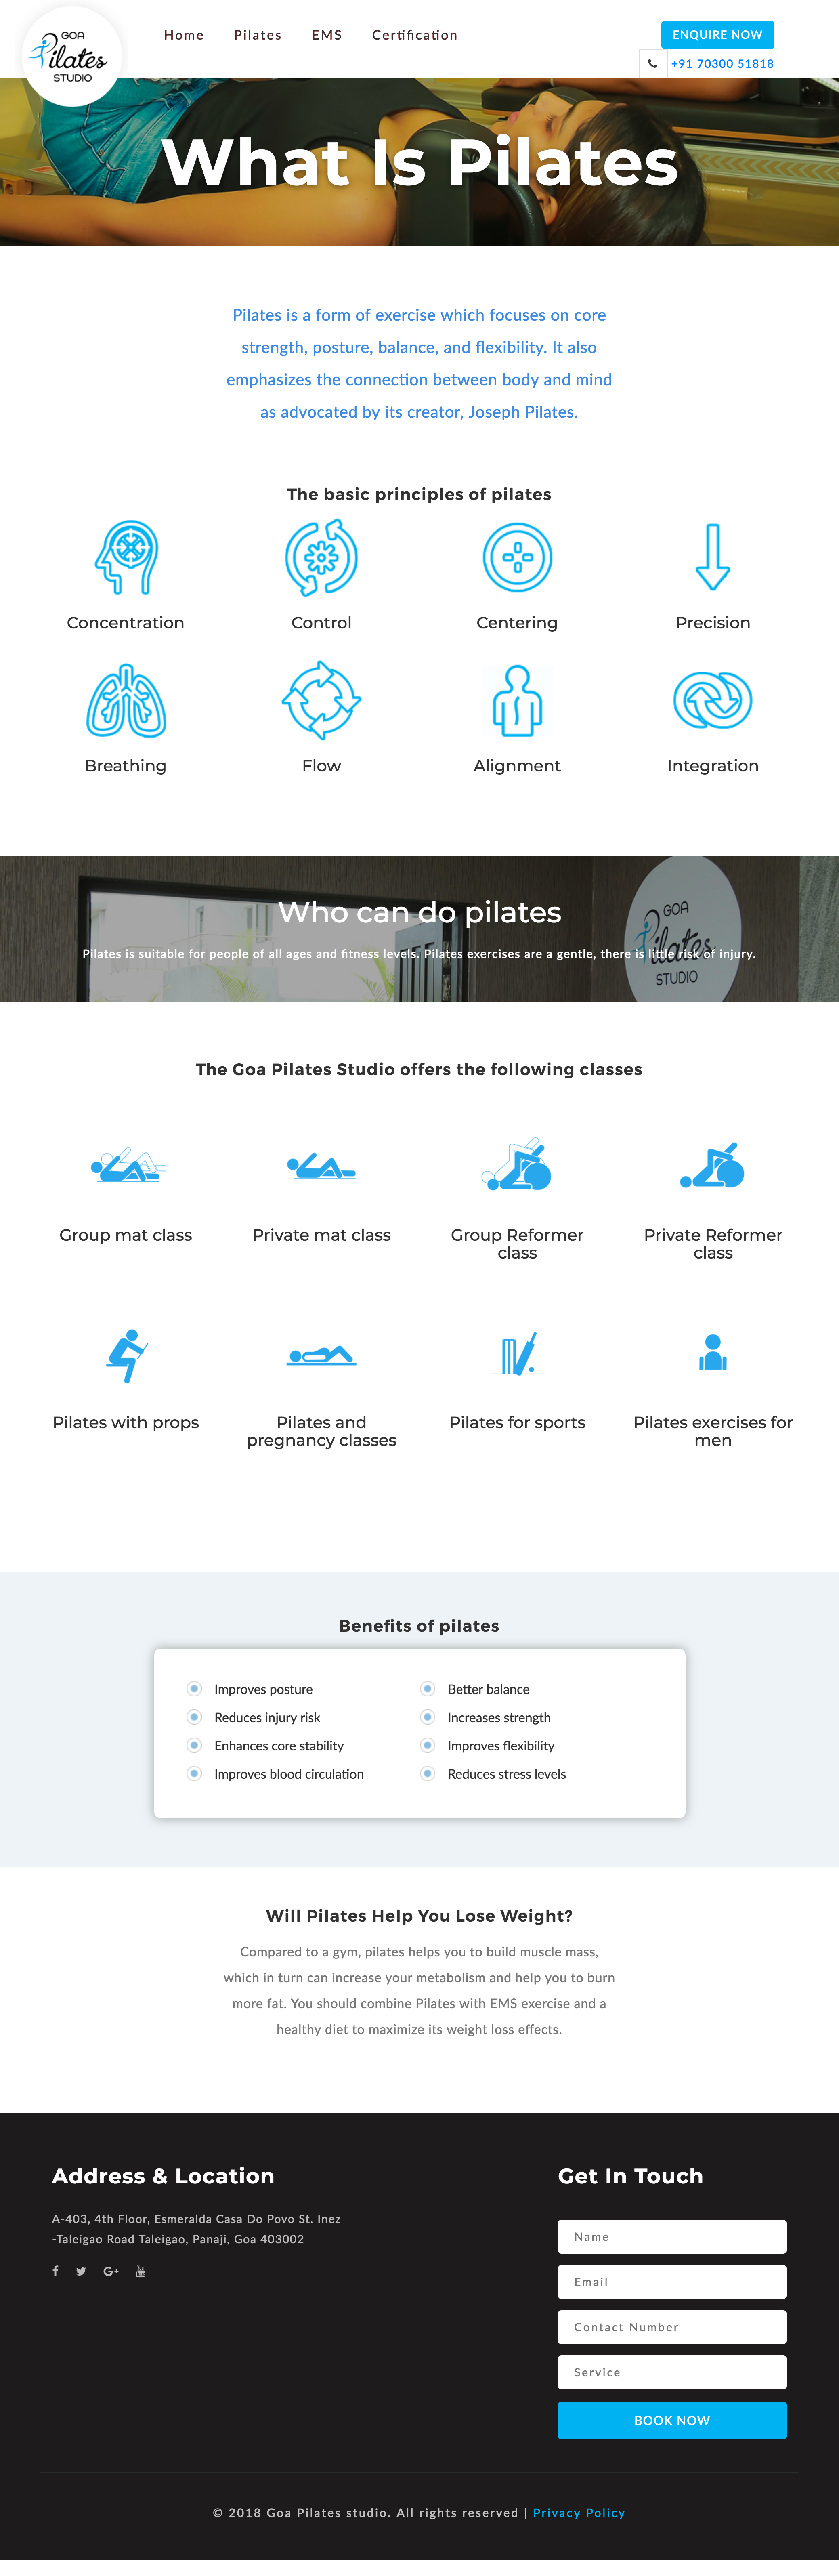 GOA
Pilates
STUDIO
Home Pilates EMS Certification
ENQUIRE NOW
+91 70300 51818
What Is Pilates
Pilates is a form of exercise which focuses on core
strength, posture, balance, and flexibility. It also
emphasizes the connection between body and mind
as advocated by its creator, Joseph Pilates.
The basic principles of pilates
Concentration Control Centering Precision
Breathing Flow Alignment Integration
Who can do pilates
Pilates is suitable for people of all ages and fitness levels. Pilates exercises are a gentle, there is little risk of injury.
GOA
Pilates
STUDIO
The Goa Pilates Studio offers the following classes
Group mat class Private mat class Group Reformer Private Reformer
class class
Pilates with props Pilates and Pilates for sports Pilates exercises for
pregnancy classes men
Benefits of pilates
Improves posture Better balance
Reduces injury risk Increases strength
Enhances core stability Improves flexibility
Improves blood circulation Reduces stress levels
Will Pilates Help You Lose Weight?
Compared to a gym, pilates helps you to build muscle mass,
which in turn can increase your metabolism and help you to burn
more fat. You should combine Pilates with EMS exercise and a
healthy diet to maximize its weight loss effects.
Address & Location
A-403, 4th Floor, Esmeralda Casa Do Povo St. Inez
-Taleigao Road Taleigao, Panaji, Goa 403002
Get In Touch
Name
Email
Contact Number
Service
BOOK NOW
© 2018 Goa Pilates studio. All rights reserved | Privacy Policy